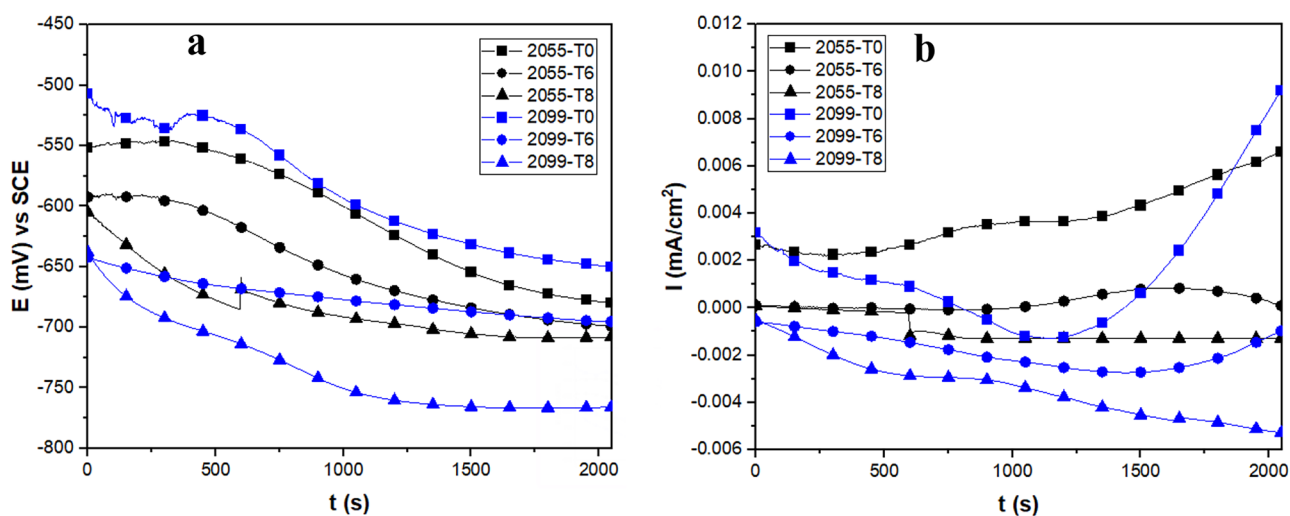 a
E (mV) vs SCE
-450
-500
-550
-600
-650
-700
-750
-800
0
500
1000
1500
2000
t (s)
2055-T0
2055-T6
2055-T8
2099-T0
2099-T6
2099-T8
b
I (mA/cm²)
0.012
0.010
0.008
0.006
0.004
0.002
0.000
-0.002
-0.004
-0.006
0
500
1000
1500
2000
t (s)
2055-T0
2055-T6
2055-T8
2099-T0
2099-T6
2099-T8